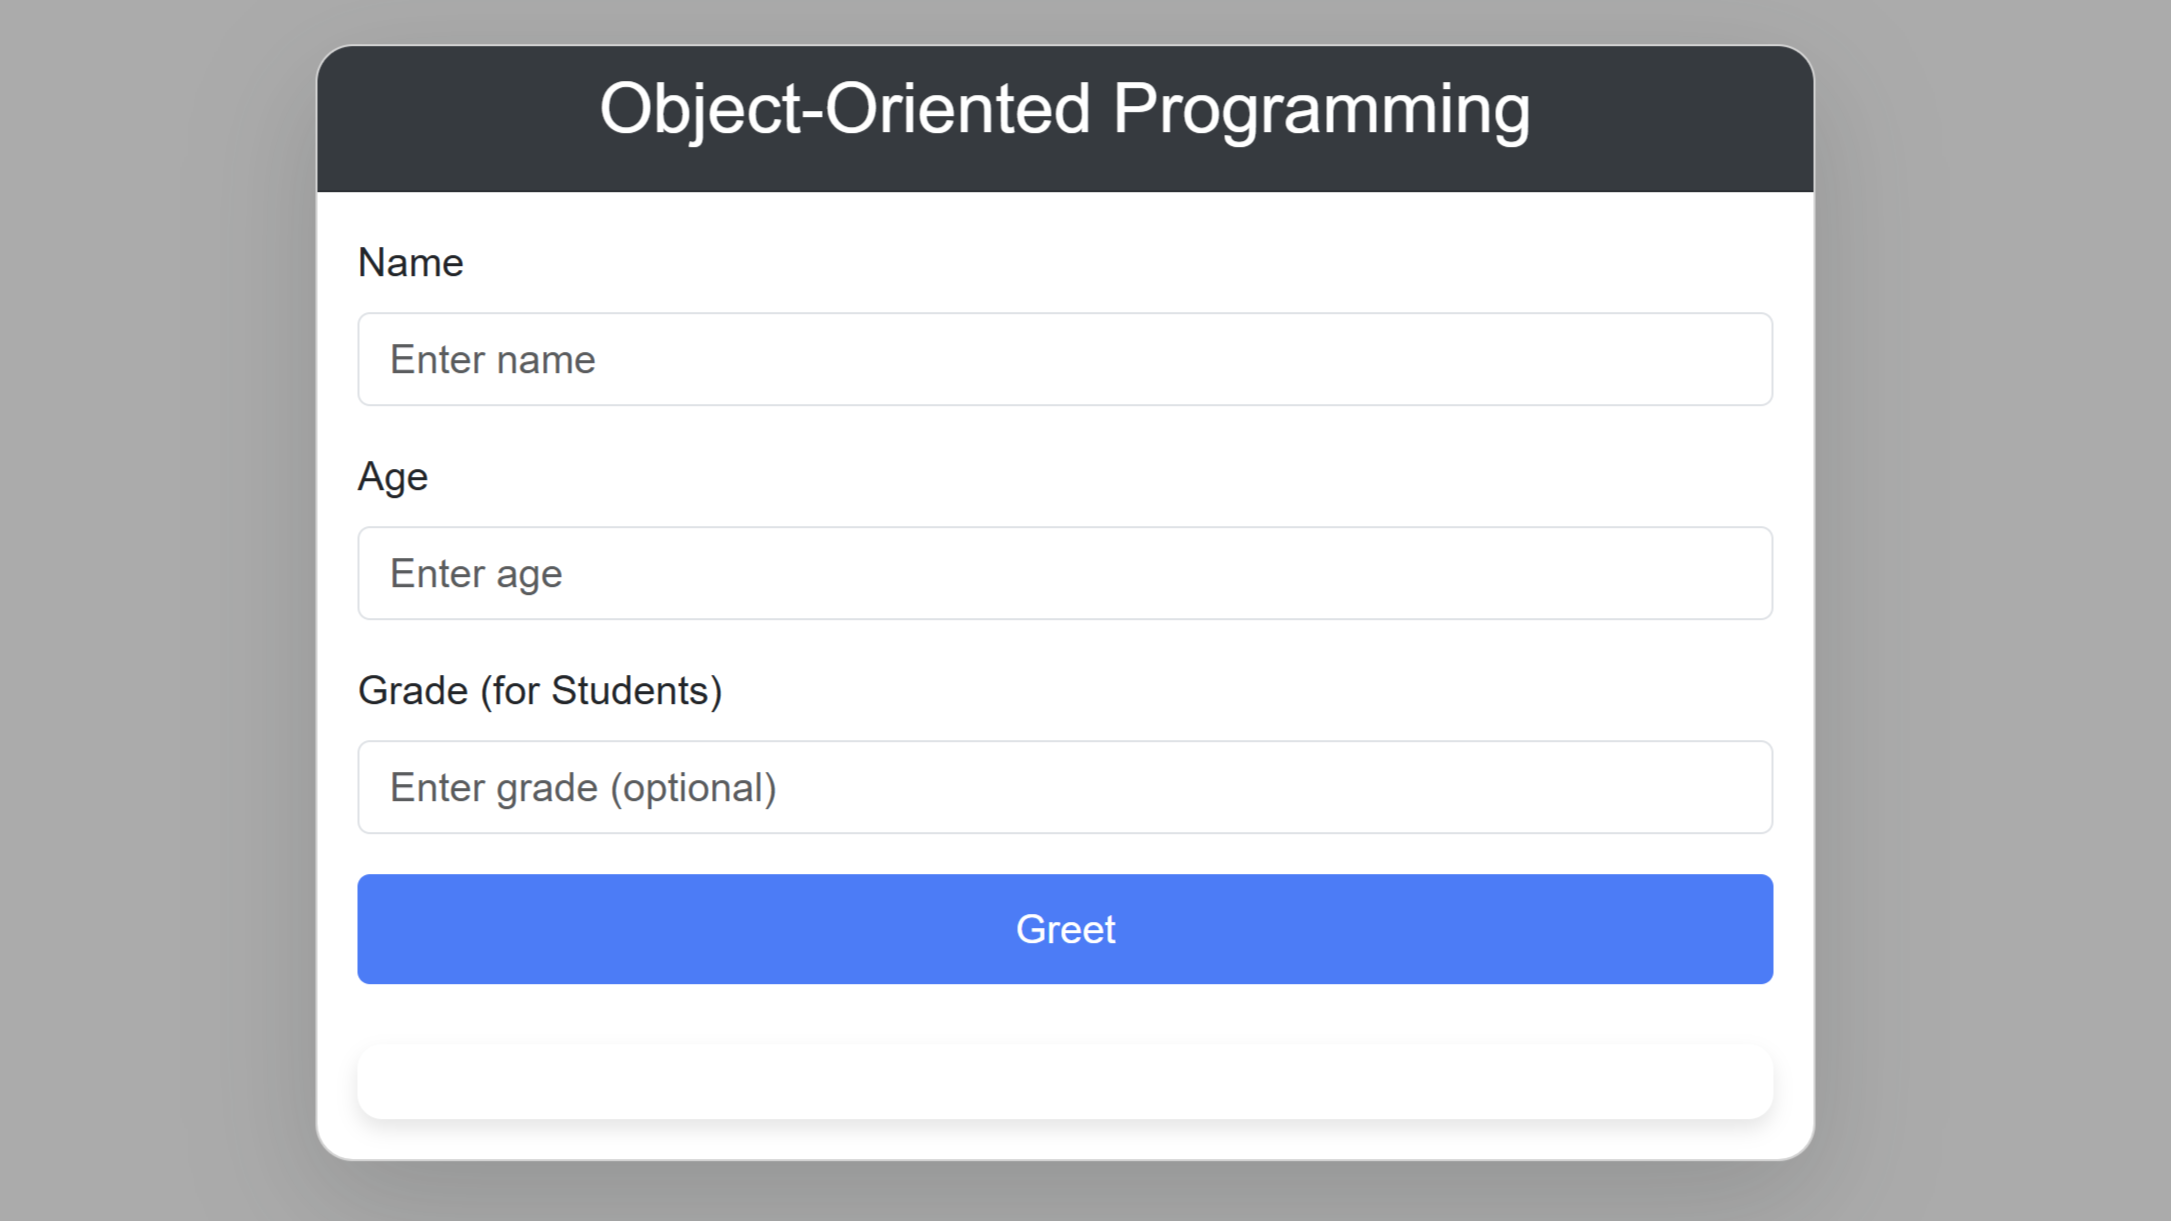 Object-Oriented Programming
Name
Enter name
Age
Enter age
Grade (for Students)
Enter grade (optional)
Greet